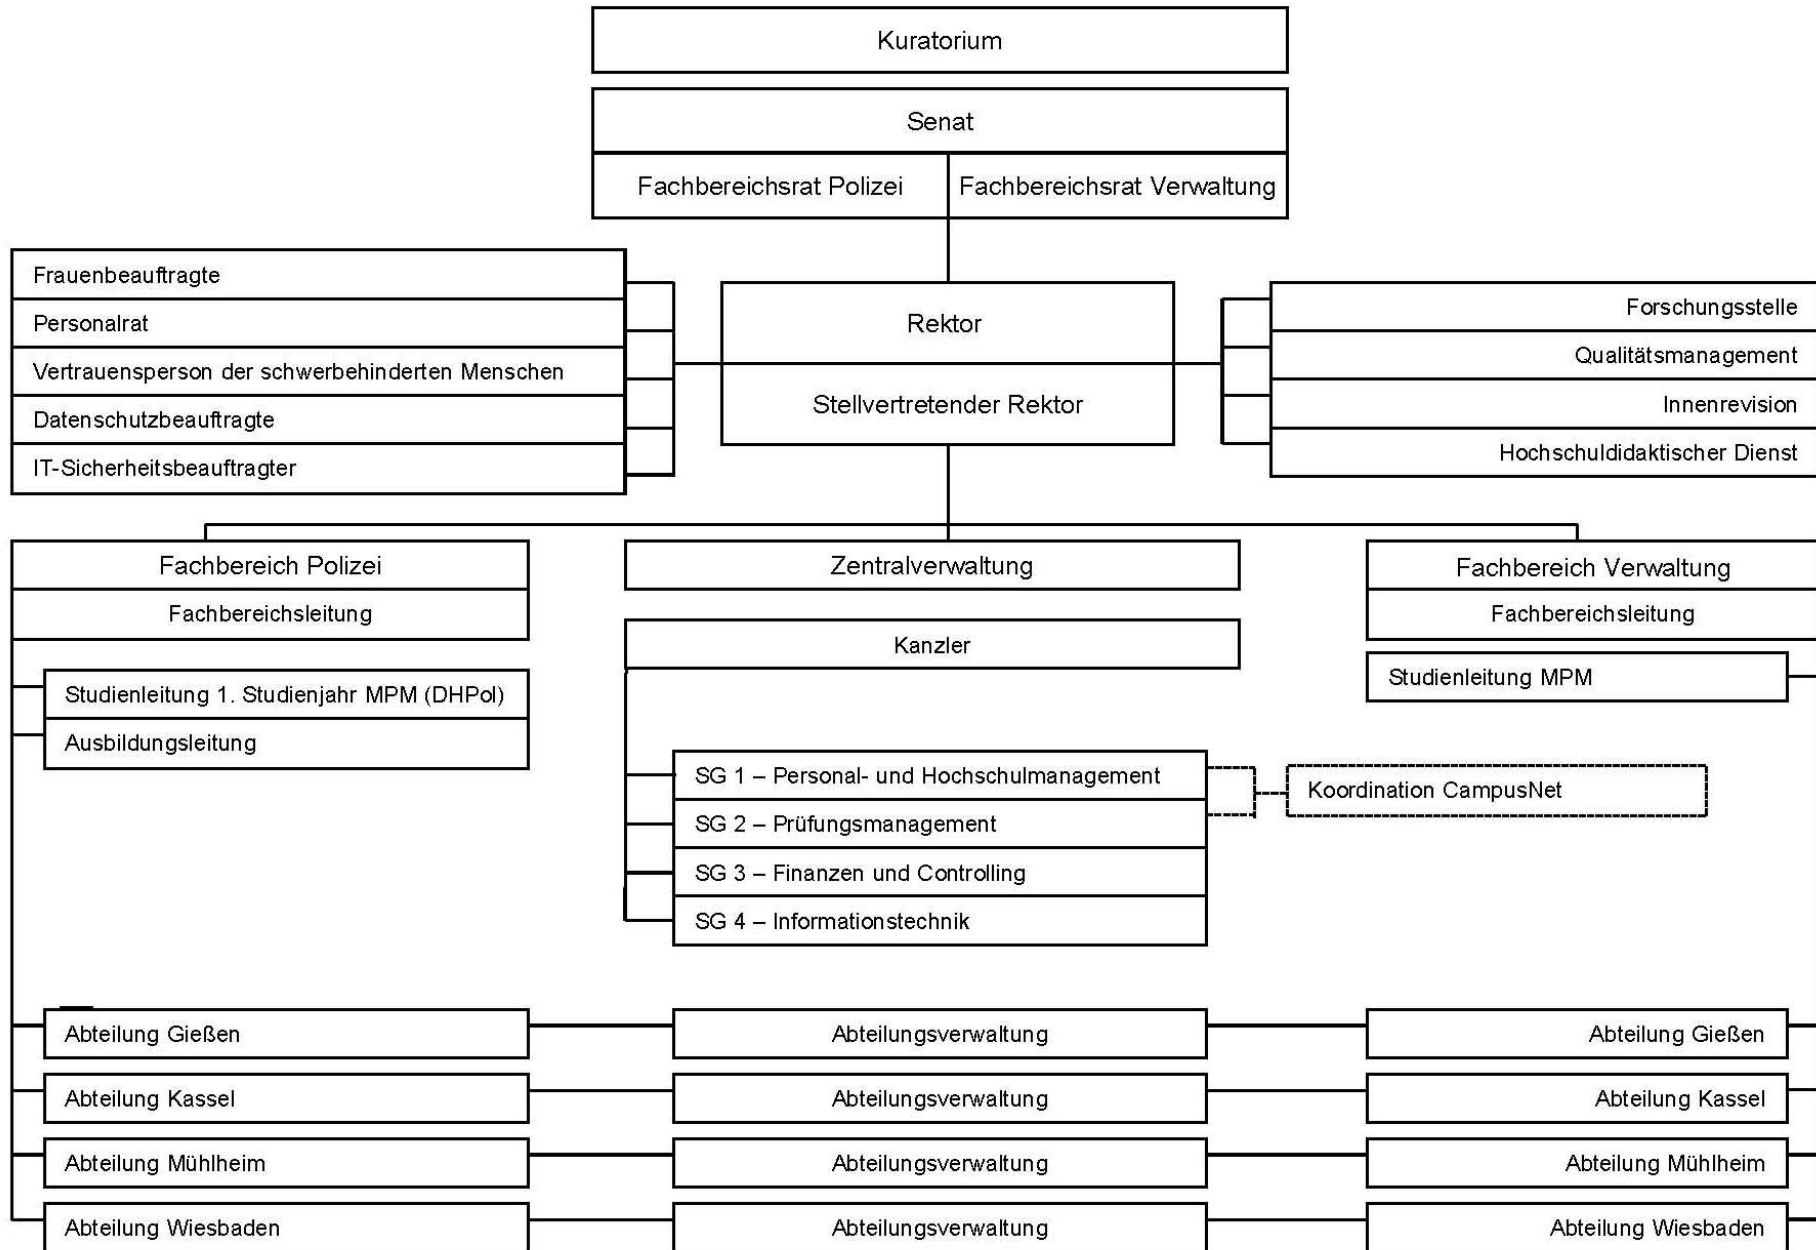 Kuratorium
Senat
Fachbereichsrat Polizei
Fachbereichsrat Verwaltung
Frauenbeauftragte
Personalrat
Vertrauensperson der schwerbehinderten Menschen
Datenschutzbeauftragte
IT-Sicherheitsbeauftragter
Rektor
Stellvertretender Rektor
Forschungsstelle
Qualitätsmanagement
Innenrevision
Hochschuldidaktischer Dienst
Fachbereich Polizei
Fachbereichsleitung
Studienleitung 1. Studienjahr MPM (DHPol)
Ausbildungsleitung
Zentralverwaltung
Kanzler
SG 1 – Personal- und Hochschulmanagement
SG 2 – Prüfungsmanagement
SG 3 – Finanzen und Controlling
SG 4 – Informationstechnik
Koordination CampusNet
Fachbereich Verwaltung
Fachbereichsleitung
Studienleitung MPM
Abteilung Gießen
Abteilungsverwaltung
Abteilung Gießen
Abteilung Kassel
Abteilungsverwaltung
Abteilung Kassel
Abteilung Mühlheim
Abteilungsverwaltung
Abteilung Mühlheim
Abteilung Wiesbaden
Abteilungsverwaltung
Abteilung Wiesbaden